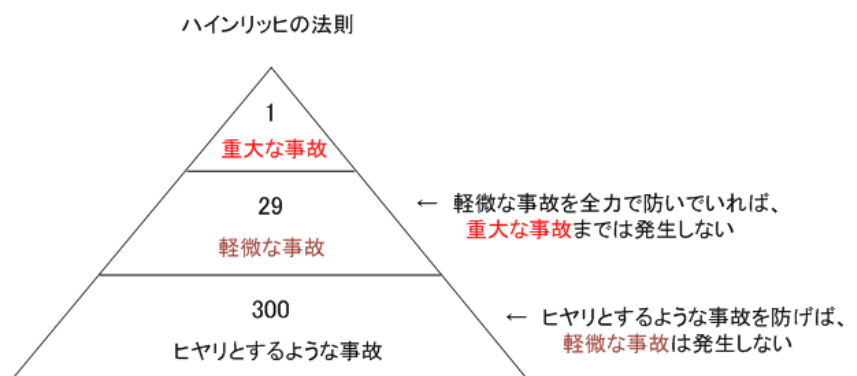 ハインリッヒの法則
1
重大な事故
29
軽微な事故
← 軽微な事故を全力で防いでいれば、
重大な事故までは発生しない
300
ヒヤリとするような事故
← ヒヤリとするような事故を防げば、
軽微な事故は発生しない